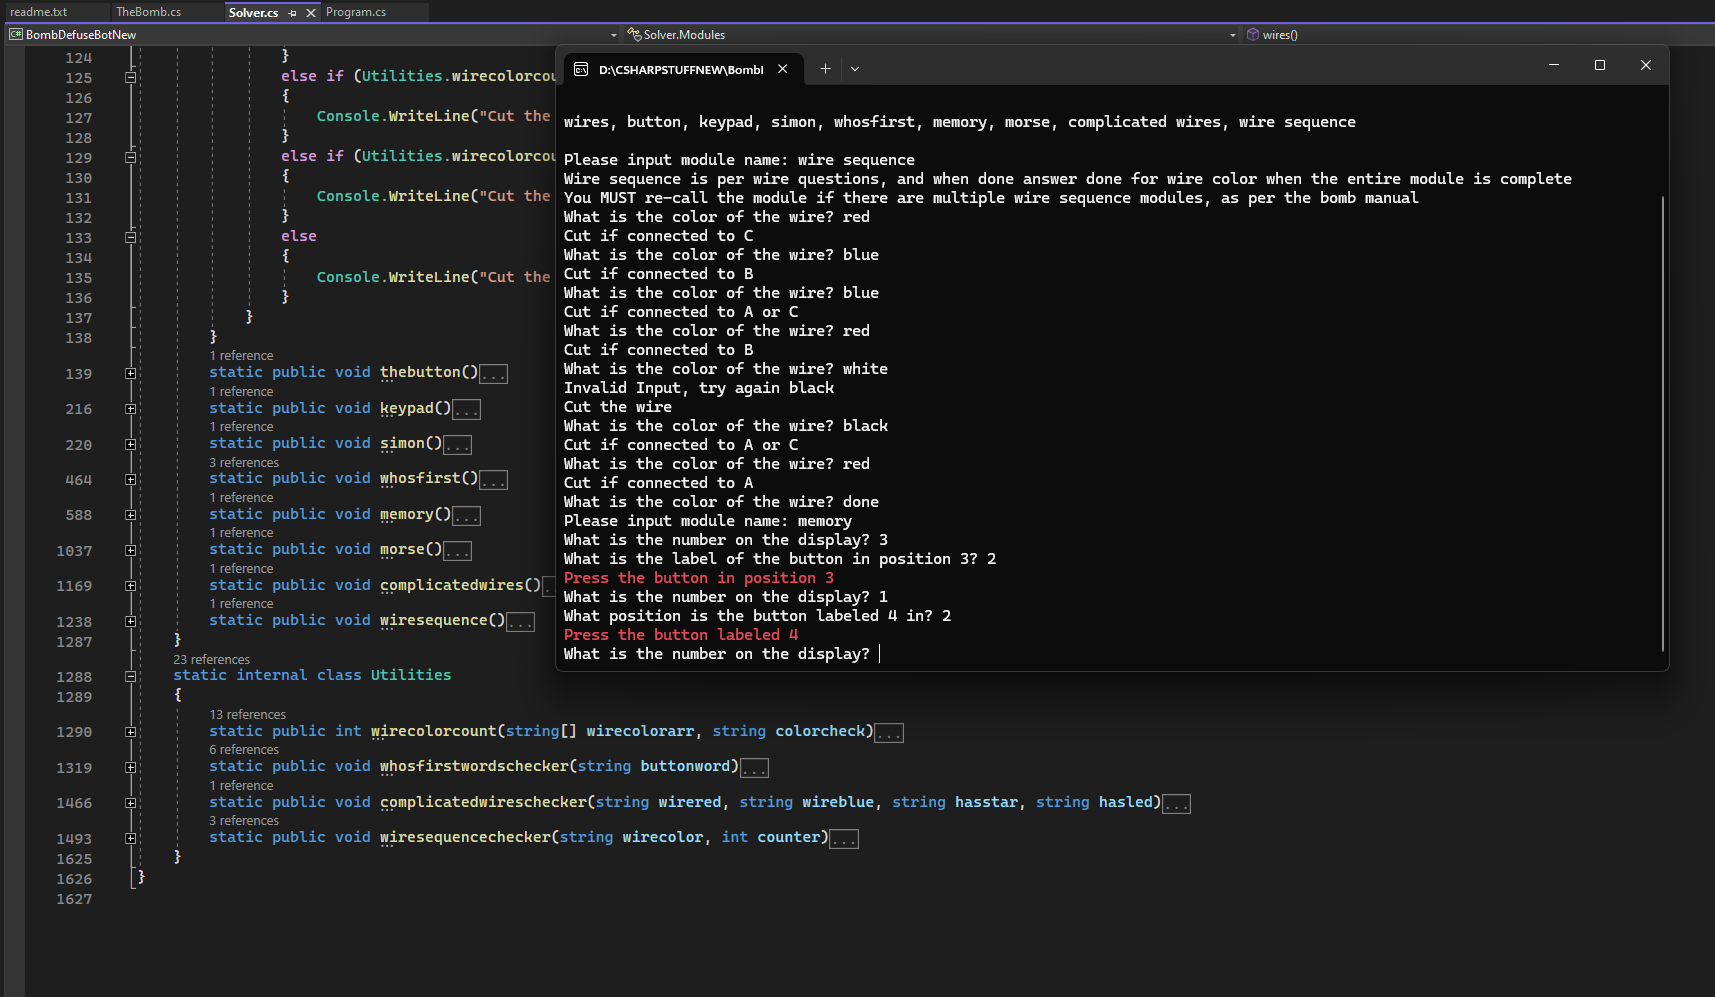 readme.txt TheBomb.cs Solver.cs Program.cs
C# BombDefuseBotNew Solver.Modules wires()
124 }
125 else if (Utilities.wirecolorcou
126 {
127 Console.WriteLine("Cut the
128 }
129 else if (Utilities.wirecolorcou
130 {
131 Console.WriteLine("Cut the
132 }
133 else
134 {
135 Console.WriteLine("Cut the
136 }
137 }
138 }
1 reference
139 static public void thebutton()...
1 reference
216 static public void keypad()...
1 reference
220 static public void simon()...
3 references
464 static public void whosfirst()...
1 reference
588 static public void memory()...
1 reference
1037 static public void morse()...
1 reference
1169 static public void complicatedwires()
1 reference
1238 static public void wiresequence()...
1287 }
23 references
1288 static internal class Utilities
1289 {
13 references
1290 static public int wirecolorcount(string[] wirecolorarr, string colorcheck)...
6 references
1319 static public void whosfirstwordschecker(string buttonword)...
1 reference
1466 static public void complicatedwireschecker(string wirered, string wireblue, string hasstar, string hasled)...
3 references
1493 static public void wiresequencechecker(string wirecolor, int counter)...
1625 }
1626 }
1627
D:\CSHARPSTUFFNEW\BombI
wires, button, keypad, simon, whosfirst, memory, morse, complicated wires, wire sequence
Please input module name: wire sequence
Wire sequence is per wire questions, and when done answer done for wire color when the entire module is complete
You MUST re-call the module if there are multiple wire sequence modules, as per the bomb manual
What is the color of the wire? red
Cut if connected to C
What is the color of the wire? blue
Cut if connected to B
What is the color of the wire? blue
Cut if connected to A or C
What is the color of the wire? red
Cut if connected to B
What is the color of the wire? white
Invalid Input, try again black
Cut the wire
What is the color of the wire? black
Cut if connected to A or C
What is the color of the wire? red
Cut if connected to A
What is the color of the wire? done
Please input module name: memory
What is the number on the display? 3
What is the label of the button in position 3? 2
Press the button in position 3
What is the number on the display? 1
What position is the button labeled 4 in? 2
Press the button labeled 4
What is the number on the display?